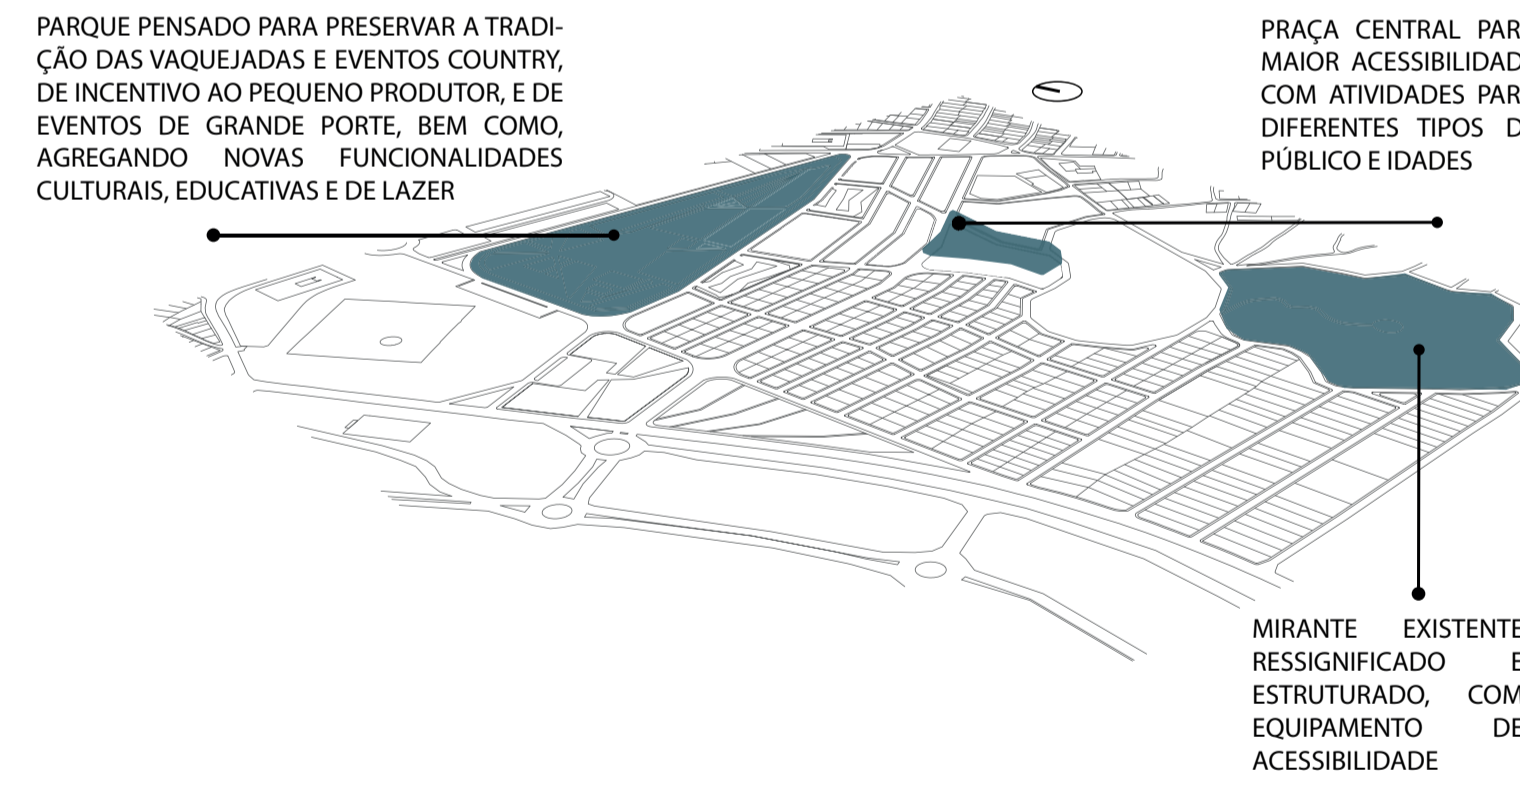 PARQUE PENSADO PARA PRESERVAR A TRADI-
ÇÃO DAS VAQUEJADAS E EVENTOS COUNTRY,
DE INCENTIVO AO PEQUENO PRODUTOR, E DE
EVENTOS DE GRANDE PORTE, BEM COMO,
AGREGANDO NOVAS FUNCIONALIDADES
CULTURAIS, EDUCATIVAS E DE LAZER
PRAÇA CENTRAL PAR
MAIOR ACESSIBILIDAD
COM ATIVIDADES PAR
DIFERENTES TIPOS D
PÚBLICO E IDADES
MIRANTE EXISTENTE
RESSIGNIFICADO E
ESTRUTURADO, COM
EQUIPAMENTO DE
ACESSIBILIDADE